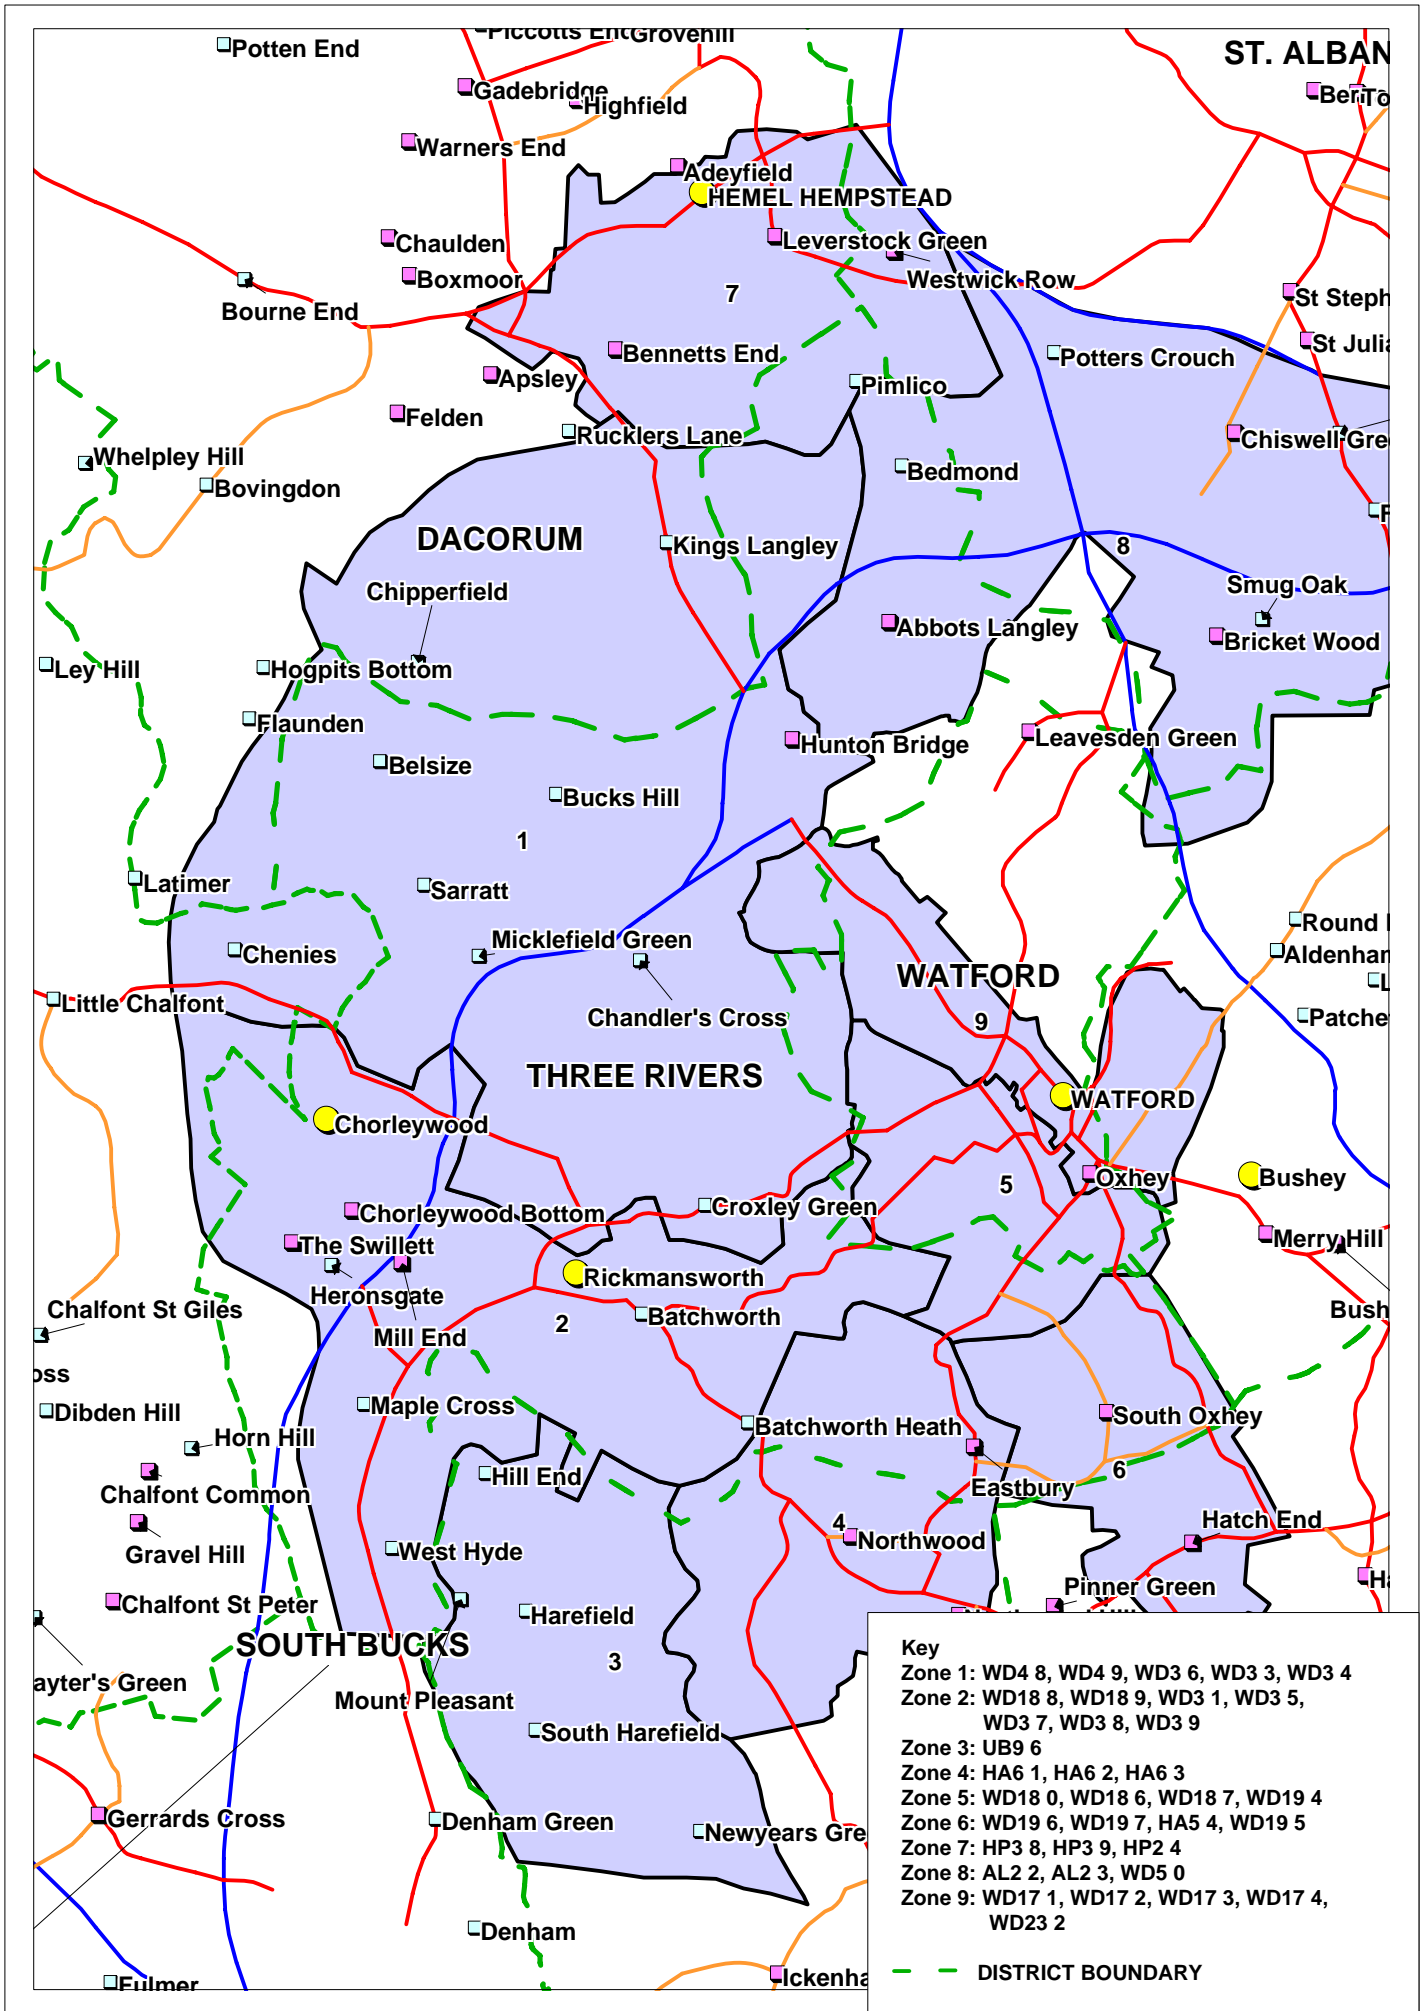 Piccotts End
Grovehill
Potten End
ST. ALBAN
Gadebridge
Highfield
Warners End
Adeyfield
HEMEL HEMPSTEAD
Chaulden
Leverstock Green
Boxmoor
Westwick Row
7
St Steph
Bourne End
St Julia
Bennetts End
Potters Crouch
Apsley
Pimlico
Felden
Rucklers Lane
Chiswell Gre
Whelpley Hill
Bedmond
Bovingdon
DACORUM
Kings Langley
8
Chipperfield
Smug Oak
Abbots Langley
Bricket Wood
Ley Hill
Hogpits Bottom
Flaunden
Hunton Bridge
Leavesden Green
Belsize
Bucks Hill
1
Latimer
Sarratt
Round
Micklefield Green
Chenies
Aldenhan
WATFORD
Little Chalfont
Chandler's Cross
9
Patche
THREE RIVERS
WATFORD
Chorleywood
Oxhey
Bushey
5
Chorleywood Bottom
Croxley Green
The Swillett
Merry Hill
Rickmansworth
Heronsgate
Chalfont St Giles
Batchworth
Bush
2
Mill End
oss
Dibden Hill
Maple Cross
Batchworth Heath
South Oxhey
Horn Hill
Hill End
6
Chalfont Common
Eastbury
4
Hatch End
Gravel Hill
West Hyde
Northwood
Pinner Green
Chalfont St Peter
Harefield
SOUTH BUCKS
3
ayter's Green
Mount Pleasant
South Harefield
Gerrards Cross
Denham Green
Newyears Gre
Denham
Fulmer
Ickenha
Key
Zone 1: WD4 8, WD4 9, WD3 6, WD3 3, WD3 4
Zone 2: WD18 8, WD18 9, WD3 1, WD3 5,
WD3 7, WD3 8, WD3 9
Zone 3: UB9 6
Zone 4: HA6 1, HA6 2, HA6 3
Zone 5: WD18 0, WD18 6, WD18 7, WD19 4
Zone 6: WD19 6, WD19 7, HA5 4, WD19 5
Zone 7: HP3 8, HP3 9, HP2 4
Zone 8: AL2 2, AL2 3, WD5 0
Zone 9: WD17 1, WD17 2, WD17 3, WD17 4,
WD23 2
DISTRICT BOUNDARY